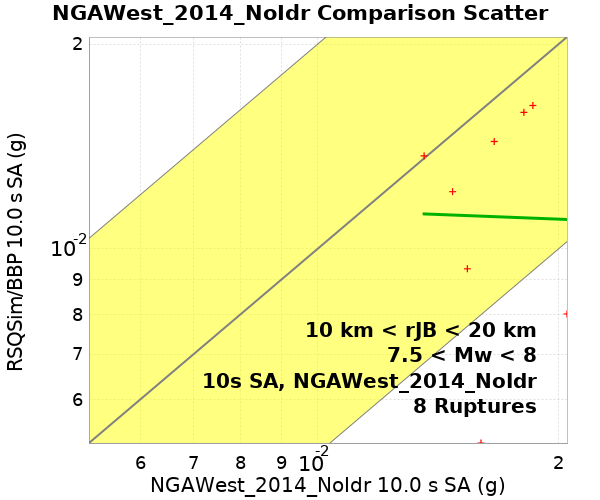 NGAWest_2014_NoIdr Comparison Scatter
RSQSim/BBP 10.0 s SA (g)
2
10-2
9
8
7
6
10 km < rJB < 20 km
7.5 < Mw < 8
10s SA, NGAWest_2014_NoIdr
8 Ruptures
6 7 8 9 10-2 2
NGAWest_2014_NoIdr 10.0 s SA (g)